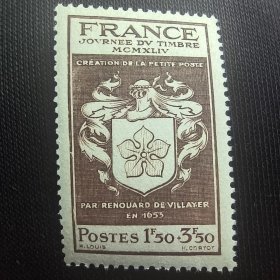 FRANCE
JOVRNEE DV TIMBRE
MCMXLIV
CRÉATION DE LA PETITE POSTE
PAR RENOUARD DE VILLAYER
EN 1653
POSTES 1F50+3F50
R. LOUIS H. CORTOT